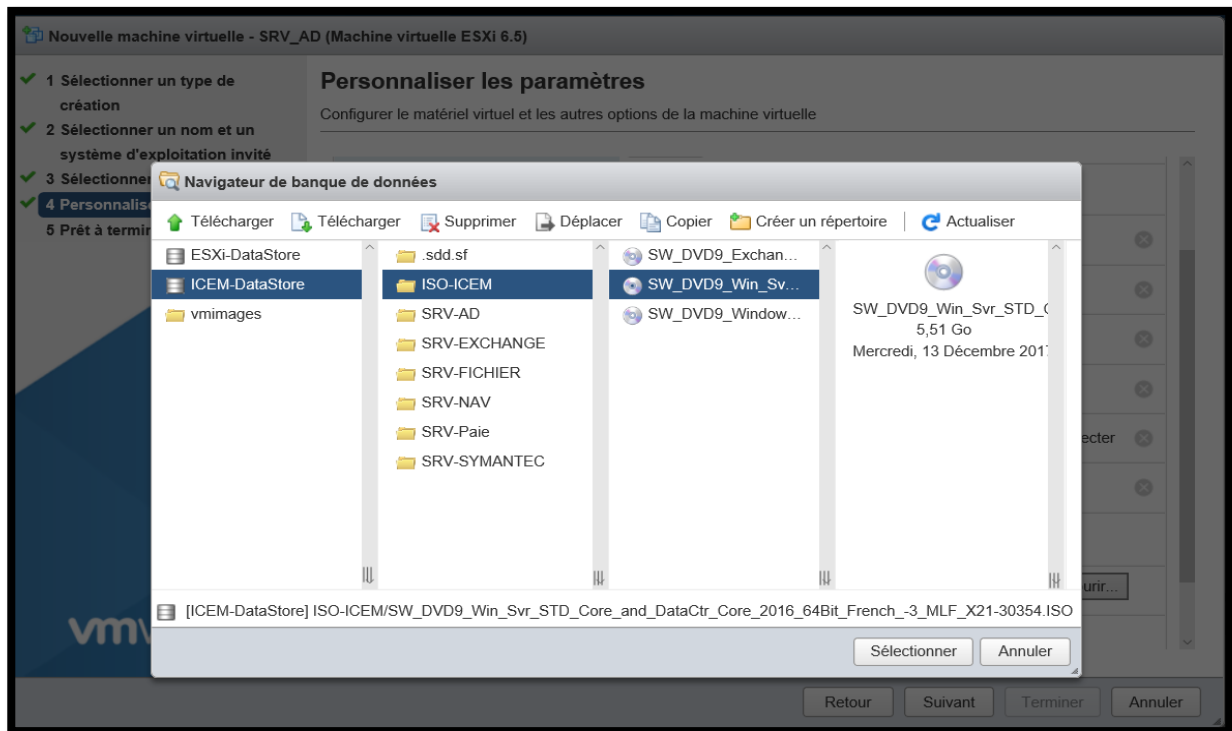 Nouvelle machine virtuelle - SRV_AD (Machine virtuelle ESXi 6.5)
1 Sélectionner un type de
création
2 Sélectionner un nom et un
système d'exploitation invité
3 Sélectionner
4 Personnalise
5 Prêt à termin
Personnaliser les paramètres
Configurer le matériel virtuel et les autres options de la machine virtuelle
Navigateur de banque de données
Télécharger Télécharger Supprimer Déplacer Copier Créer un répertoire Actualiser
ESXi-DataStore
ICEM-DataStore
vmimages
.sdd.sf
ISO-ICEM
SRV-AD
SRV-EXCHANGE
SRV-FICHIER
SRV-NAV
SRV-Paie
SRV-SYMANTEC
SW_DVD9_Exchan...
SW_DVD9_Win_Sv...
SW_DVD9_Window...
SW_DVD9_Win_Svr_STD_
5,51 Go
Mercredi, 13 Décembre 201
ecter
urir...
[ICEM-DataStore] ISO-ICEM/SW_DVD9_Win_Svr_STD_Core_and_DataCtr_Core_2016_64Bit_French_-3_MLF_X21-30354.ISO
Sélectionner Annuler
vm
Retour Suivant Terminer Annuler